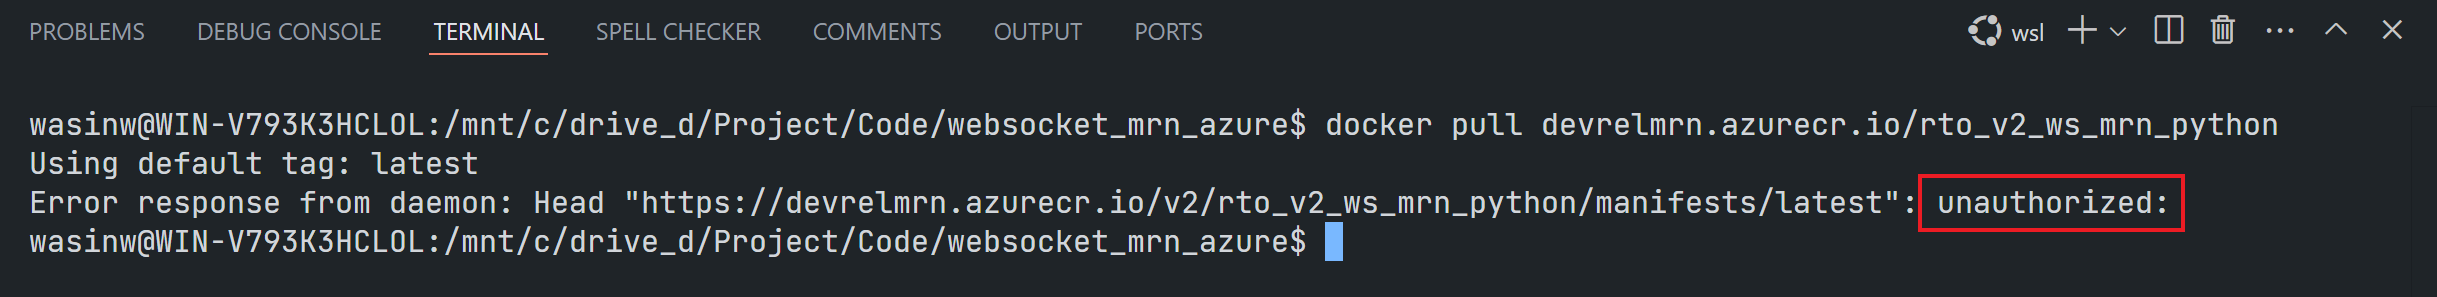 PROBLEMS DEBUG CONSOLE TERMINAL SPELL CHECKER COMMENTS OUTPUT PORTS wsl
wasinw@WIN-V793K3HCLOL:/mnt/c/drive_d/Project/Code/websocket_mrn_azure$ docker pull devrelmrn.azurecr.io/rto_v2_ws_mrn_python
Using default tag: latest
Error response from daemon: Head "https://devrelmrn.azurecr.io/v2/rto_v2_ws_mrn_python/manifests/latest": unauthorized:
wasinw@WIN-V793K3HCLOL:/mnt/c/drive_d/Project/Code/websocket_mrn_azure$